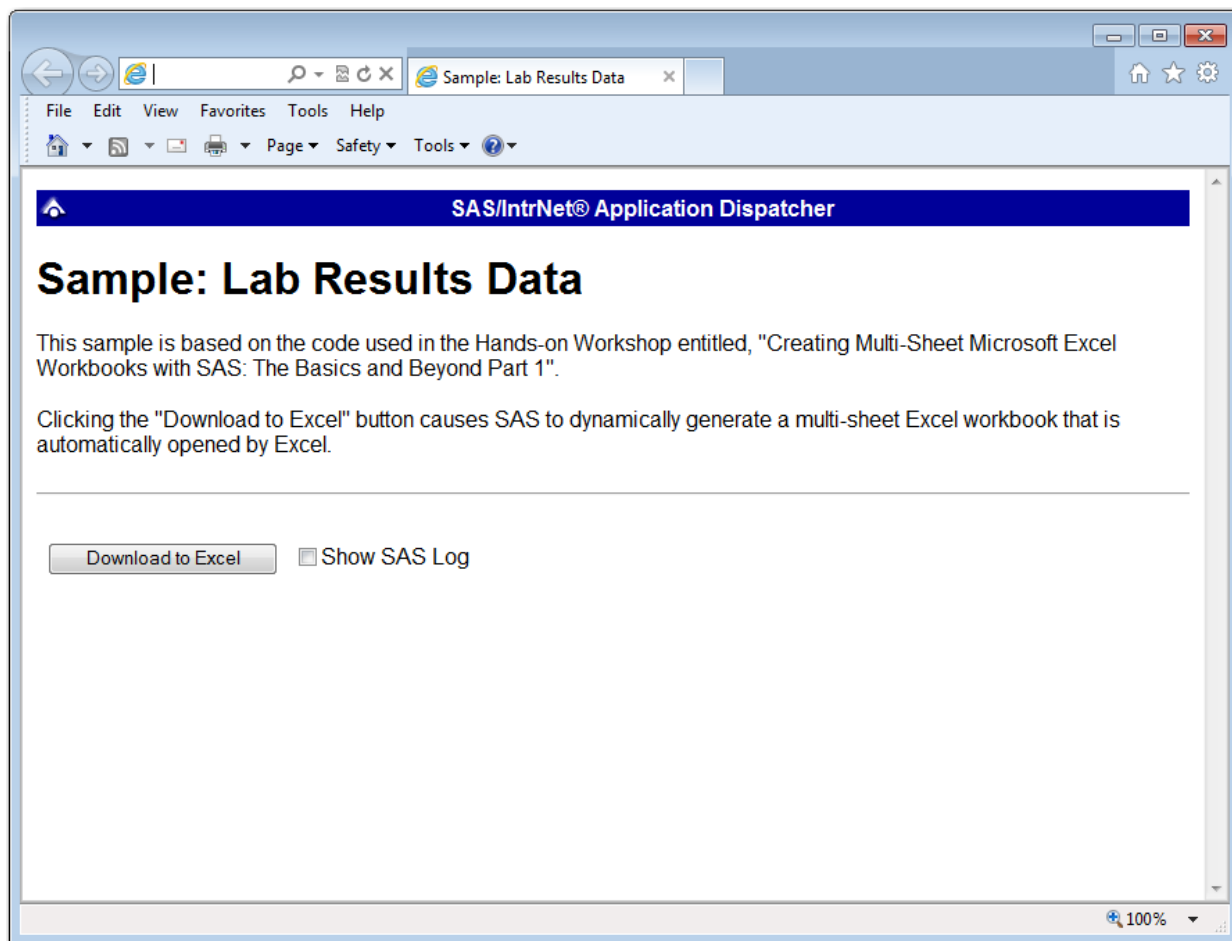 Sample: Lab Results Data
File Edit View Favorites Tools Help
Page Safety Tools
SAS/IntrNet® Application Dispatcher
Sample: Lab Results Data
This sample is based on the code used in the Hands-on Workshop entitled, "Creating Multi-Sheet Microsoft Excel
Workbooks with SAS: The Basics and Beyond Part 1".
Clicking the "Download to Excel" button causes SAS to dynamically generate a multi-sheet Excel workbook that is
automatically opened by Excel.
Download to Excel Show SAS Log
100%